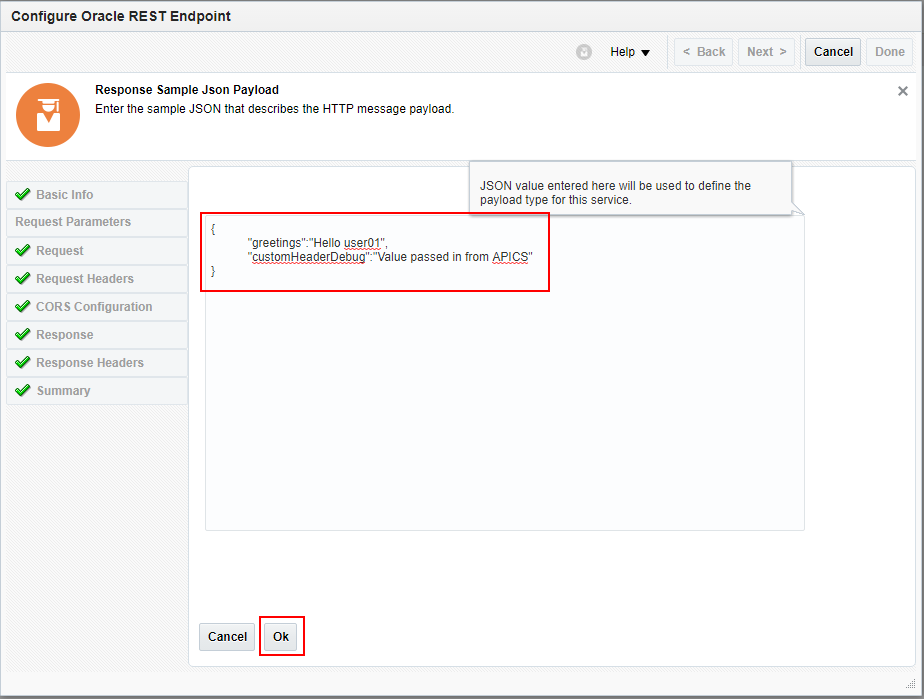 Configure Oracle REST Endpoint
Help
< Back
Next >
Cancel
Done
Response Sample Json Payload
Enter the sample JSON that describes the HTTP message payload.
Basic Info
Request Parameters
Request
Request Headers
CORS Configuration
Response
Response Headers
Summary
JSON value entered here will be used to define the
payload type for this service.
{
"greetings":"Hello user01",
"customHeaderDebug":"Value passed in from APICS"
}
Cancel
Ok